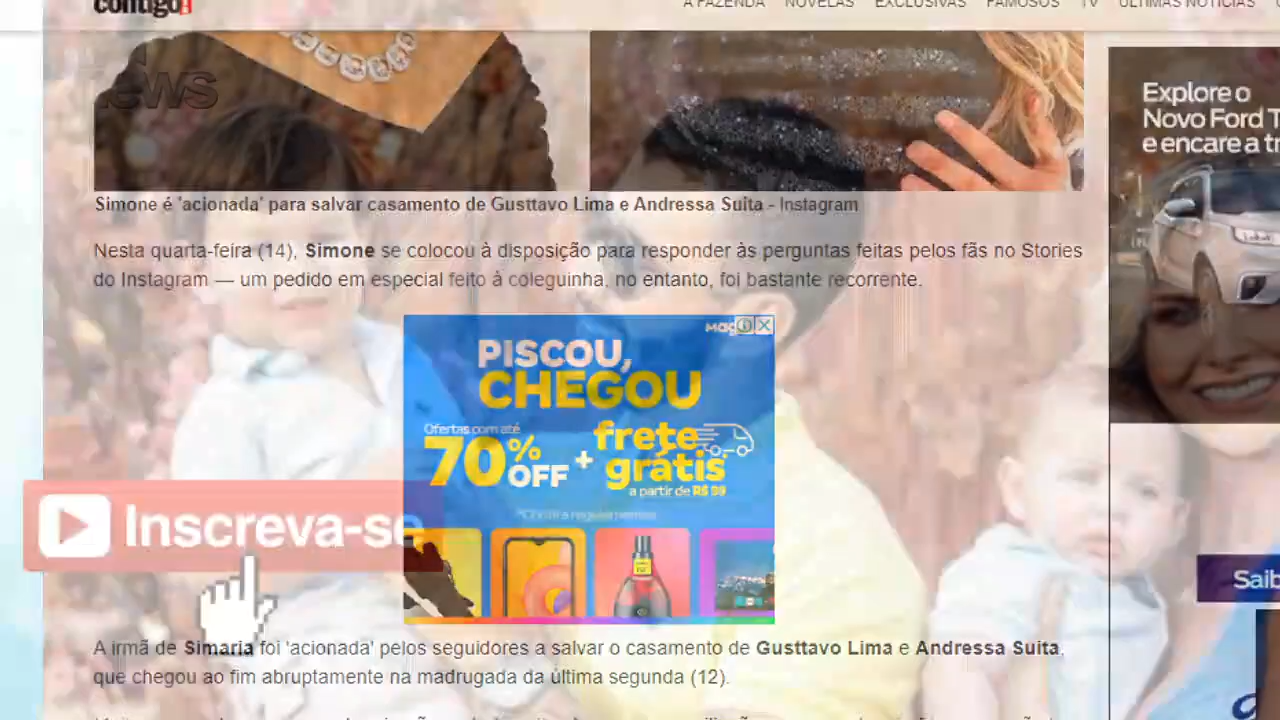 contigo!
A FAZENDA NOVELAS EXCLUSIVAS FAMOSOS TV ÚLTIMAS NOTÍCIAS
news
Explore o
Novo Ford T
e encare a tr
Simone é 'acionada' para salvar casamento de Gusttavo Lima e Andressa Suita - Instagram
Nesta quarta-feira (14), Simone se colocou à disposição para responder às perguntas feitas pelos fãs no Stories
do Instagram — um pedido em especial feito à coleguinha, no entanto, foi bastante recorrente.
PISCOU,
CHEGOU
Ofertas com até
70% OFF + frete grátis
a partir de R$ 99
Inscreva-se
Saib
A irmã de Simaria foi 'acionada' pelos seguidores a salvar o casamento de Gusttavo Lima e Andressa Suita,
que chegou ao fim abruptamente na madrugada da última segunda (12).